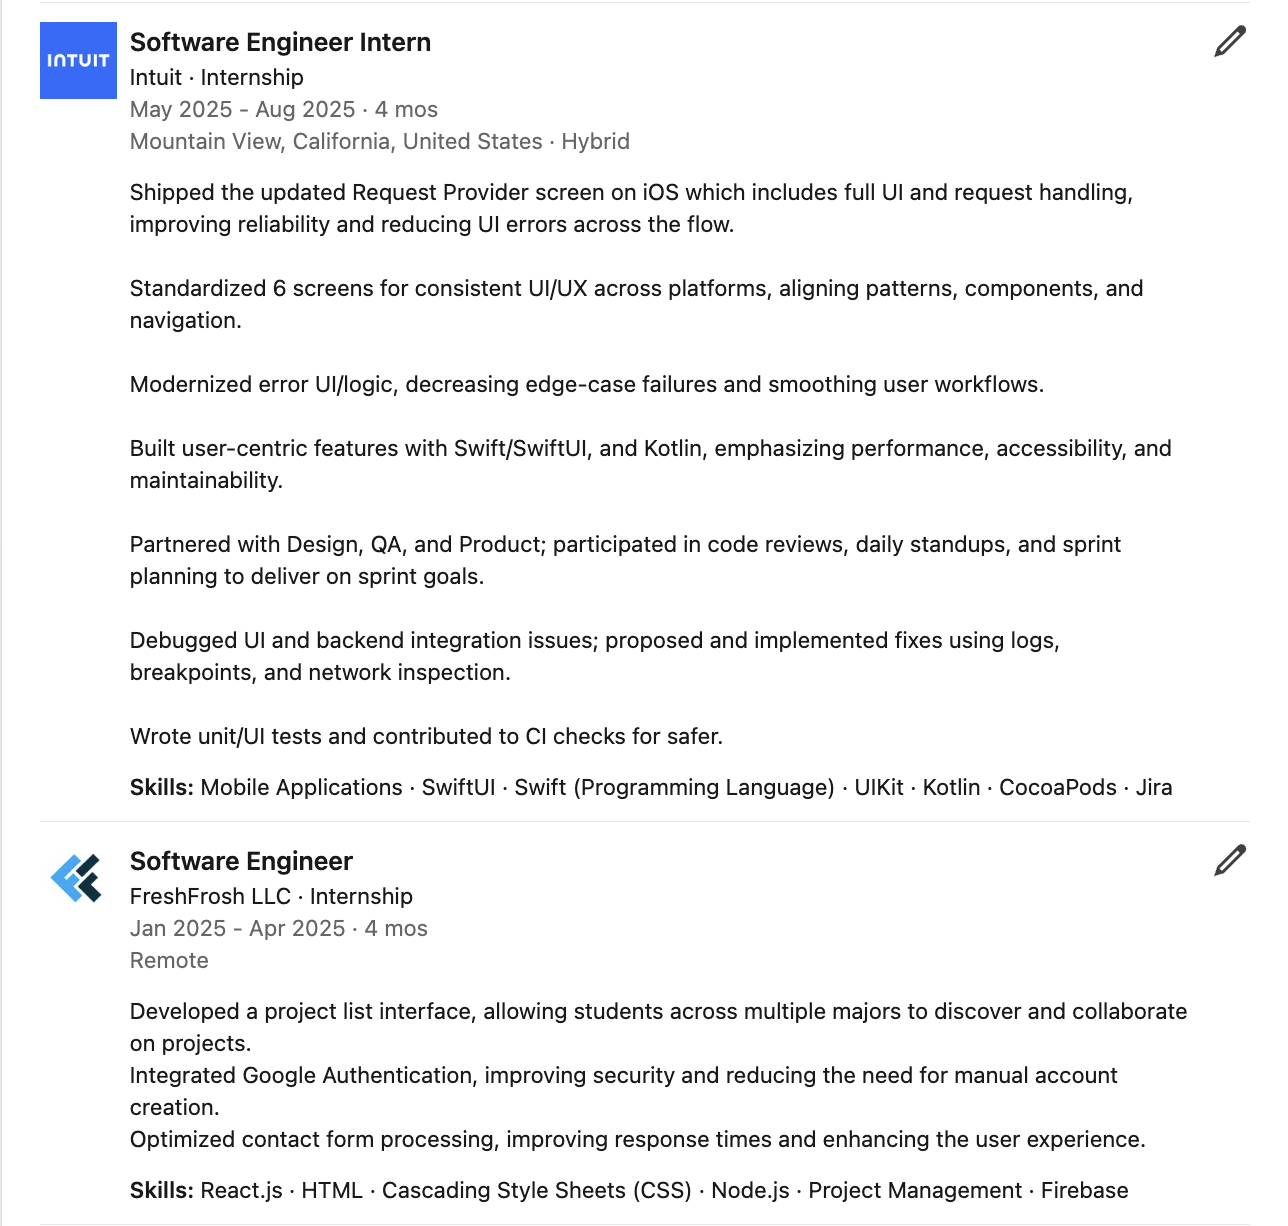 INTUIT
Software Engineer Intern
Intuit · Internship
May 2025 - Aug 2025 · 4 mos
Mountain View, California, United States · Hybrid
Shipped the updated Request Provider screen on iOS which includes full UI and request handling,
improving reliability and reducing UI errors across the flow.
Standardized 6 screens for consistent UI/UX across platforms, aligning patterns, components, and
navigation.
Modernized error UI/logic, decreasing edge-case failures and smoothing user workflows.
Built user-centric features with Swift/SwiftUI, and Kotlin, emphasizing performance, accessibility, and
maintainability.
Partnered with Design, QA, and Product; participated in code reviews, daily standups, and sprint
planning to deliver on sprint goals.
Debugged UI and backend integration issues; proposed and implemented fixes using logs,
breakpoints, and network inspection.
Wrote unit/UI tests and contributed to CI checks for safer.
Skills: Mobile Applications · SwiftUI · Swift (Programming Language) · UIKit · Kotlin · CocoaPods · Jira
Software Engineer
FreshFrosh LLC · Internship
Jan 2025 - Apr 2025 · 4 mos
Remote
Developed a project list interface, allowing students across multiple majors to discover and collaborate
on projects.
Integrated Google Authentication, improving security and reducing the need for manual account
creation.
Optimized contact form processing, improving response times and enhancing the user experience.
Skills: React.js · HTML · Cascading Style Sheets (CSS) · Node.js · Project Management · Firebase